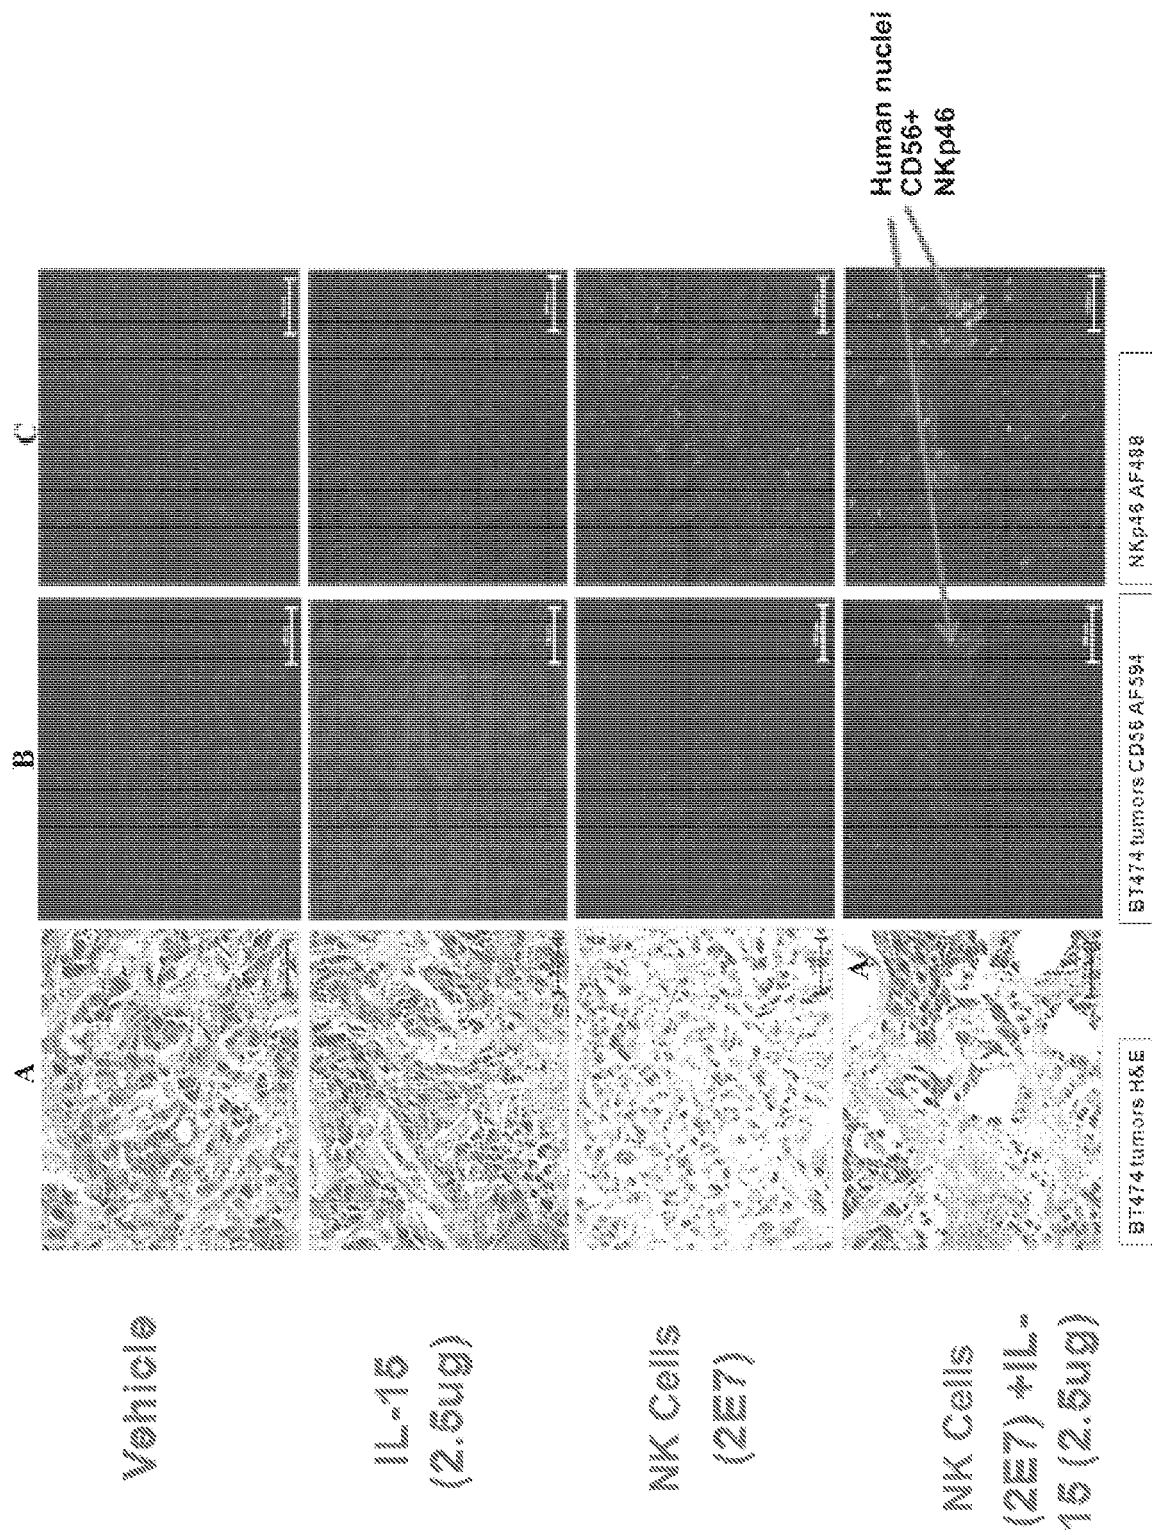 A
B
C
Vehicle
IL-15
(2.5ug)
NK Cells
(2E7)
NK Cells
(2E7) +IL-
15 (2.5ug)
A
Human nuclei
CD56+
NKp46
BT474 tumors H&E
BT474 tumors CD56 AF594
NKp46 AF488